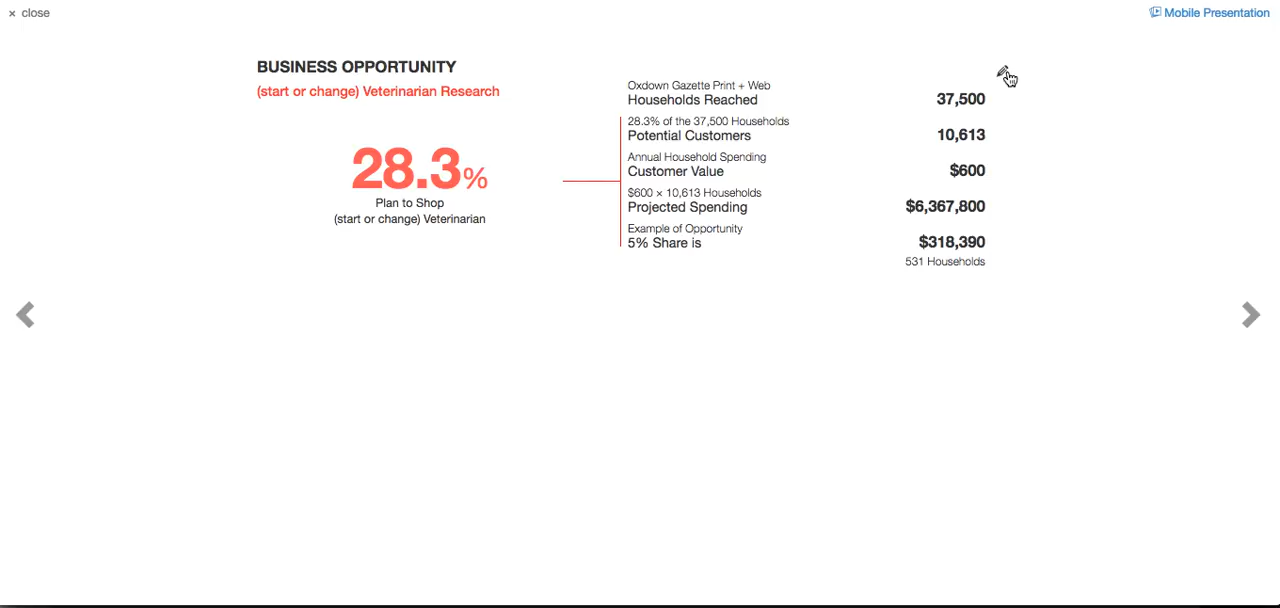 × close
Mobile Presentation
BUSINESS OPPORTUNITY
(start or change) Veterinarian Research
28.3%
Plan to Shop
(start or change) Veterinarian
Oxdown Gazette Print + Web
Households Reached 37,500
28.3% of the 37,500 Households
Potential Customers 10,613
Annual Household Spending
Customer Value $600
$600 × 10,613 Households
Projected Spending $6,367,800
Example of Opportunity
5% Share is $318,390
531 Households